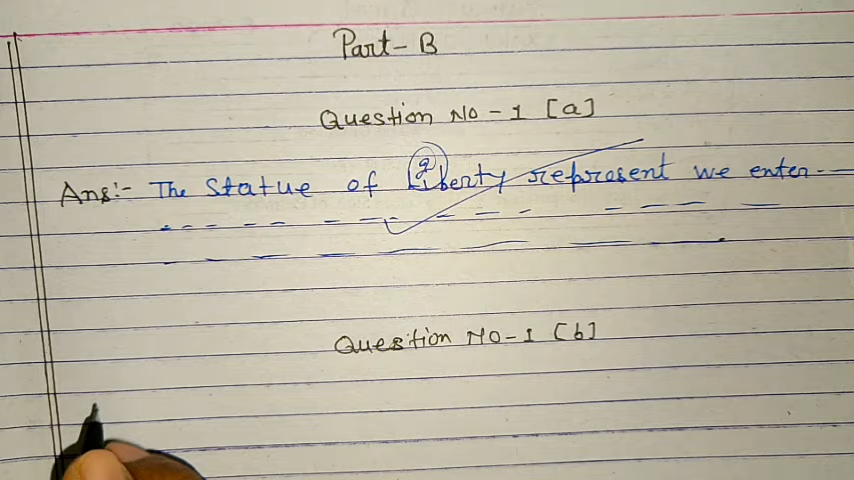 Part- B
Question No - 1 [a]
Ans:- The Statue of Liberty represent we enter
Question No-1 [b]